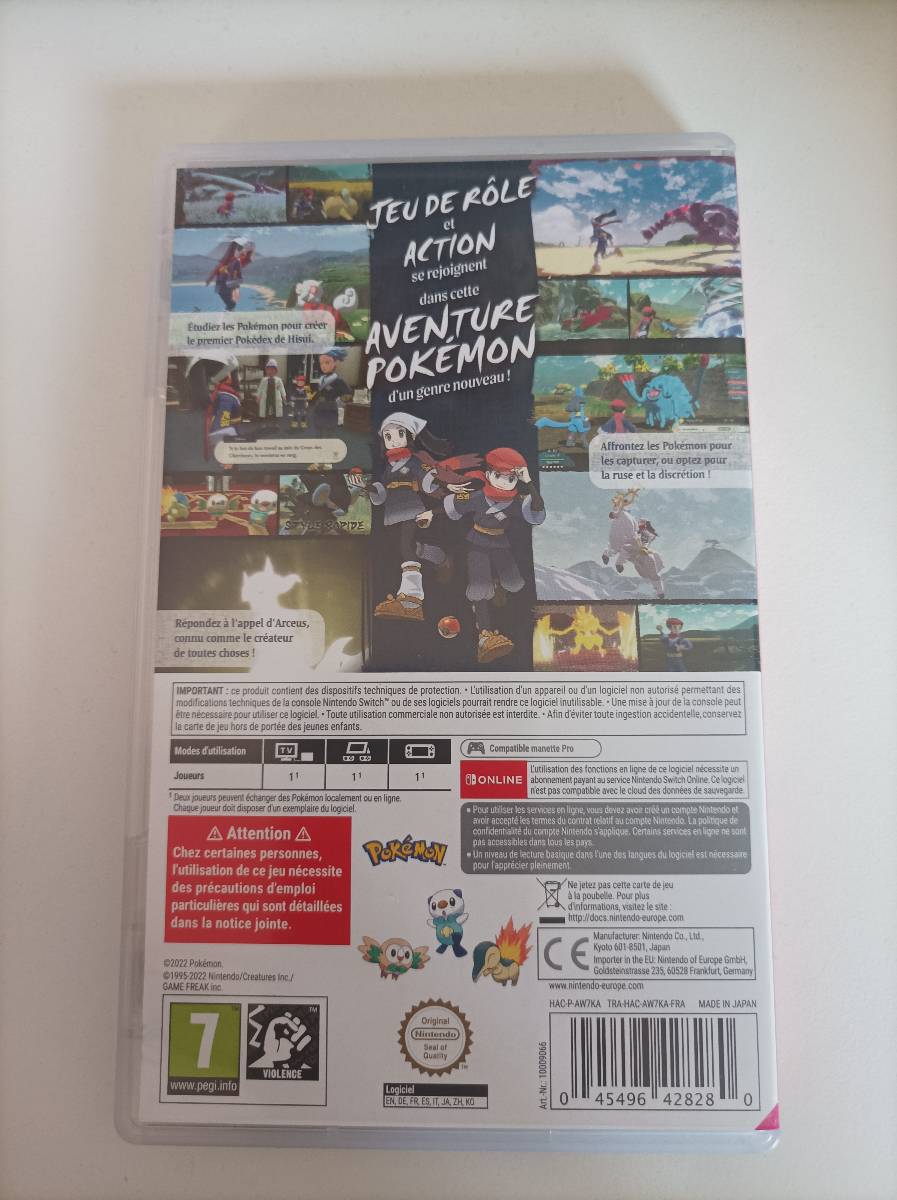 JEU DE RÔLE
et
ACTION
se rejoignent
dans cette
AVENTURE
POKÉMON
d'un genre nouveau !
Étudiez les Pokémon pour créer
le premier Pokédex de Hisui.
Affrontez les Pokémon pour
les capturer, ou optez pour
la ruse et la discrétion !
STYLE RAPIDE
Répondez à l'appel d'Arceus,
connu comme le créateur
de toutes choses !
IMPORTANT : ce produit contient des dispositifs techniques de protection. • L'utilisation d'un appareil ou d'un logiciel non autorisé permettant des
modifications techniques de la console Nintendo Switch™ ou de ses logiciels pourrait rendre ce logiciel inutilisable. • Une mise à jour de la console peut
être nécessaire pour utiliser ce logiciel. • Toute utilisation commerciale non autorisée est interdite. • Afin d'éviter toute ingestion accidentelle, conservez
la carte de jeu hors de portée des jeunes enfants.
Modes d'utilisation TV
Joueurs 1¹ 1¹ 1¹
¹ Deux joueurs peuvent échanger des Pokémon localement ou en ligne.
Chaque joueur doit disposer d'un exemplaire du logiciel.
Compatible manette Pro
ONLINE
L'utilisation des fonctions en ligne de ce logiciel nécessite un
abonnement payant au service Nintendo Switch Online. Ce logiciel
n'est pas compatible avec le cloud des données de sauvegarde.
• Pour utiliser les services en ligne, vous devez avoir créé un compte Nintendo et
avoir accepté les termes du contrat relatif au compte Nintendo. La politique de
confidentialité du compte Nintendo s'applique. Certains services en ligne ne sont
pas accessibles dans tous les pays.
• Un niveau de lecture basique dans l'une des langues du logiciel est nécessaire
pour l'apprécier pleinement.
⚠ Attention ⚠
Chez certaines personnes,
l'utilisation de ce jeu nécessite
des précautions d'emploi
particulières qui sont détaillées
dans la notice jointe.
POKéMON
Ne jetez pas cette carte de jeu
à la poubelle. Pour plus
d'informations, visitez le site :
http://docs.nintendo-europe.com
CE
Manufacturer: Nintendo Co., Ltd.,
Kyoto 601-8501, Japan
Importer in the EU: Nintendo of Europe GmbH,
Goldsteinstrasse 235, 60528 Frankfurt, Germany
www.nintendo-europe.com
©2022 Pokémon.
©1995-2022 Nintendo/Creatures Inc./
GAME FREAK inc.
HAC-P-AW7KA TRA-HAC-AW7KA-FRA MADE IN JAPAN
7
www.pegi.info
VIOLENCE
™
Original
Nintendo
Seal of
Quality
™
Logiciel
EN, DE, FR, ES, IT, JA, ZH, KO
Art.-Nr.: 10009066
0 45496 42828 0